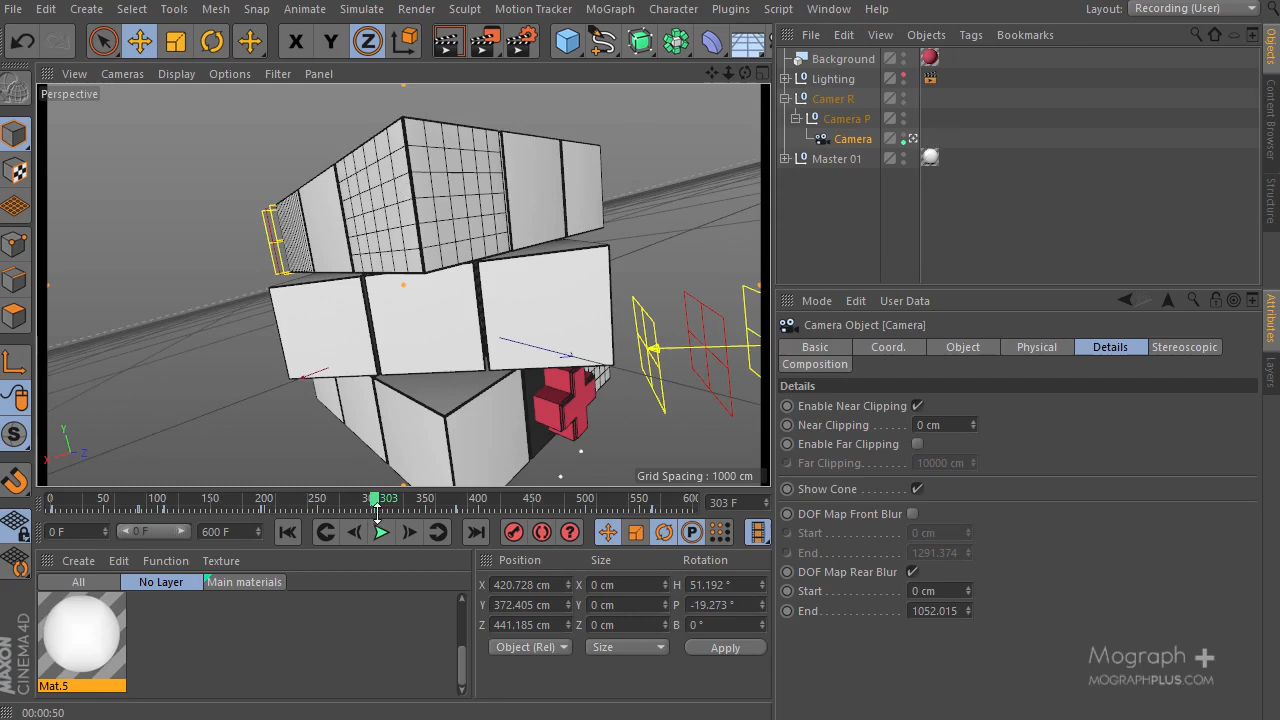 File Edit Create Select Tools Mesh Snap Animate Simulate Render Sculpt Motion Tracker MoGraph Character Plugins Script Window Help Layout: Recording (User)
X Y Z
File Edit View Objects Tags Bookmarks
View Cameras Display Options Filter Panel
Perspective
Background
Lighting
Camer R
Camera P
Camera
Master 01
Objects
Content Browser
Structure
Mode Edit User Data
Camera Object [Camera]
Basic Coord. Object Physical Details Stereoscopic
Composition
Details
Enable Near Clipping
Near Clipping 0 cm
Enable Far Clipping
Far Clipping 10000 cm
Show Cone
DOF Map Front Blur
Start 0 cm
End 1291.374
DOF Map Rear Blur
Start 0 cm
End 1052.015
Attributes
Layers
Y
X Z
Grid Spacing : 1000 cm
0 50 100 150 200 250 303 350 400 450 500 550 600 303 F
0 F 0 F 600 F
Create Edit Function Texture
All No Layer Main materials
Mat.5
Position Size Rotation
X 420.728 cm X 0 cm H 51.192 °
Y 372.405 cm Y 0 cm P -19.273 °
Z 441.185 cm Z 0 cm B 0 °
Object (Rel) Size Apply
MAXON
CINEMA 4D
Mograph +
MOGRAPHPLUS.COM
00:00:50